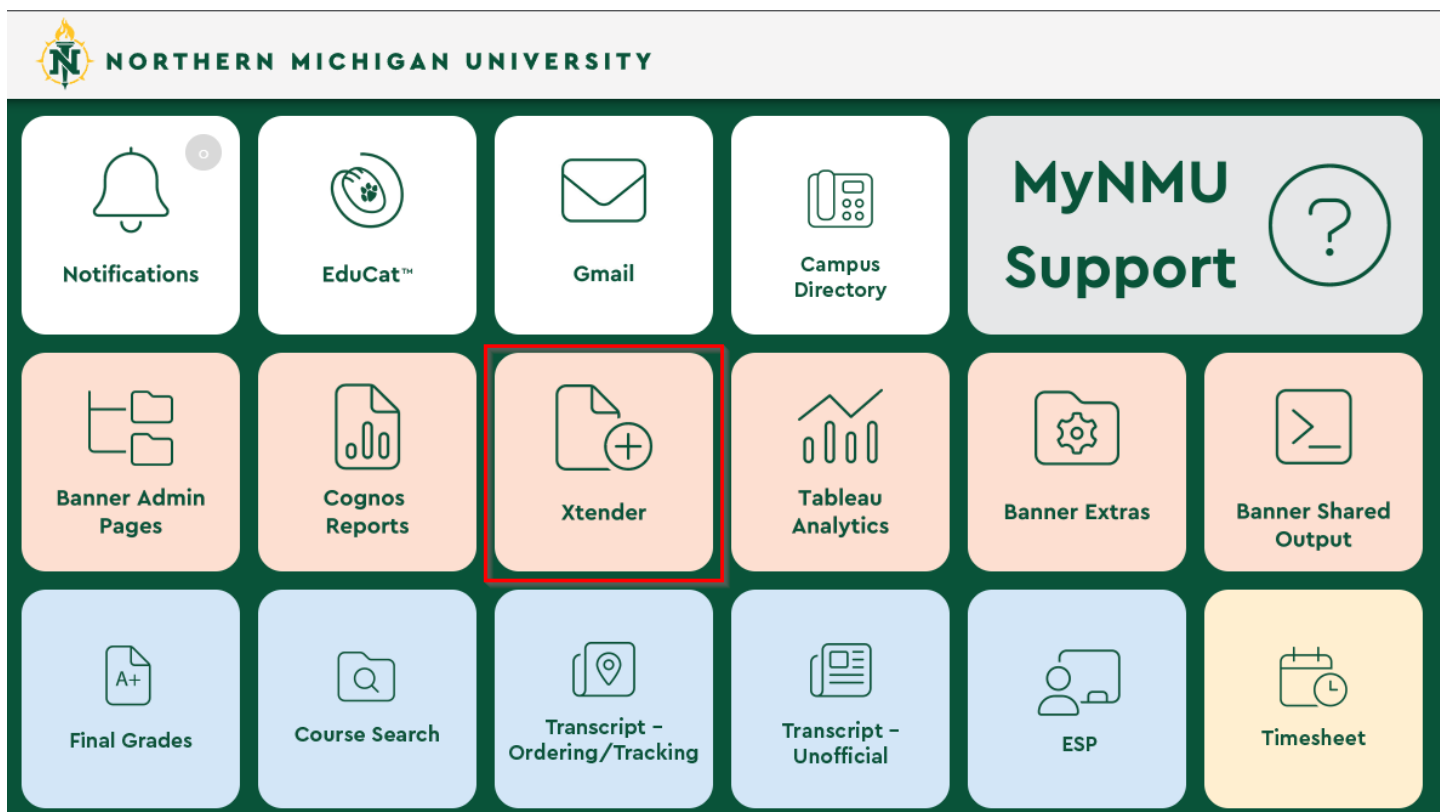 N NORTHERN MICHIGAN UNIVERSITY
o
Notifications
EduCat™
Gmail
Campus
Directory
MyNMU
Support
?
Banner Admin
Pages
Cognos
Reports
Xtender
Tableau
Analytics
Banner Extras
Banner Shared
Output
A+
Final Grades
Course Search
Transcript –
Ordering/Tracking
Transcript –
Unofficial
ESP
Timesheet